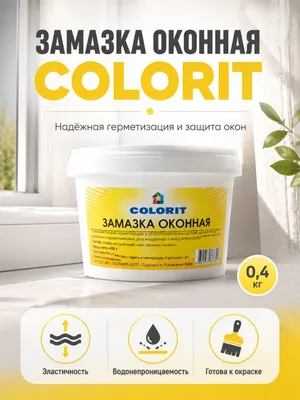 ЗАМАЗКА ОКОННАЯ
COLORIT
Надёжная герметизация и защита окон
COLORIT
ЗАМАЗКА ОКОННАЯ
0,4
кг
Эластичность
Водонепроницаемость
Готова к окраске